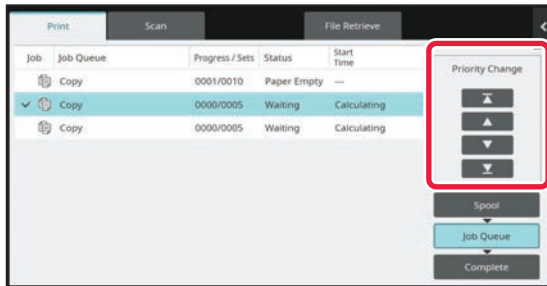 Print Scan File Retrieve
Job Job Queue Progress / Sets Status Start Time
Copy 0001/0010 Paper Empty ---
Copy 0000/0005 Waiting Calculating
Copy 0000/0005 Waiting Calculating
Priority Change
Spool
Job Queue
Complete